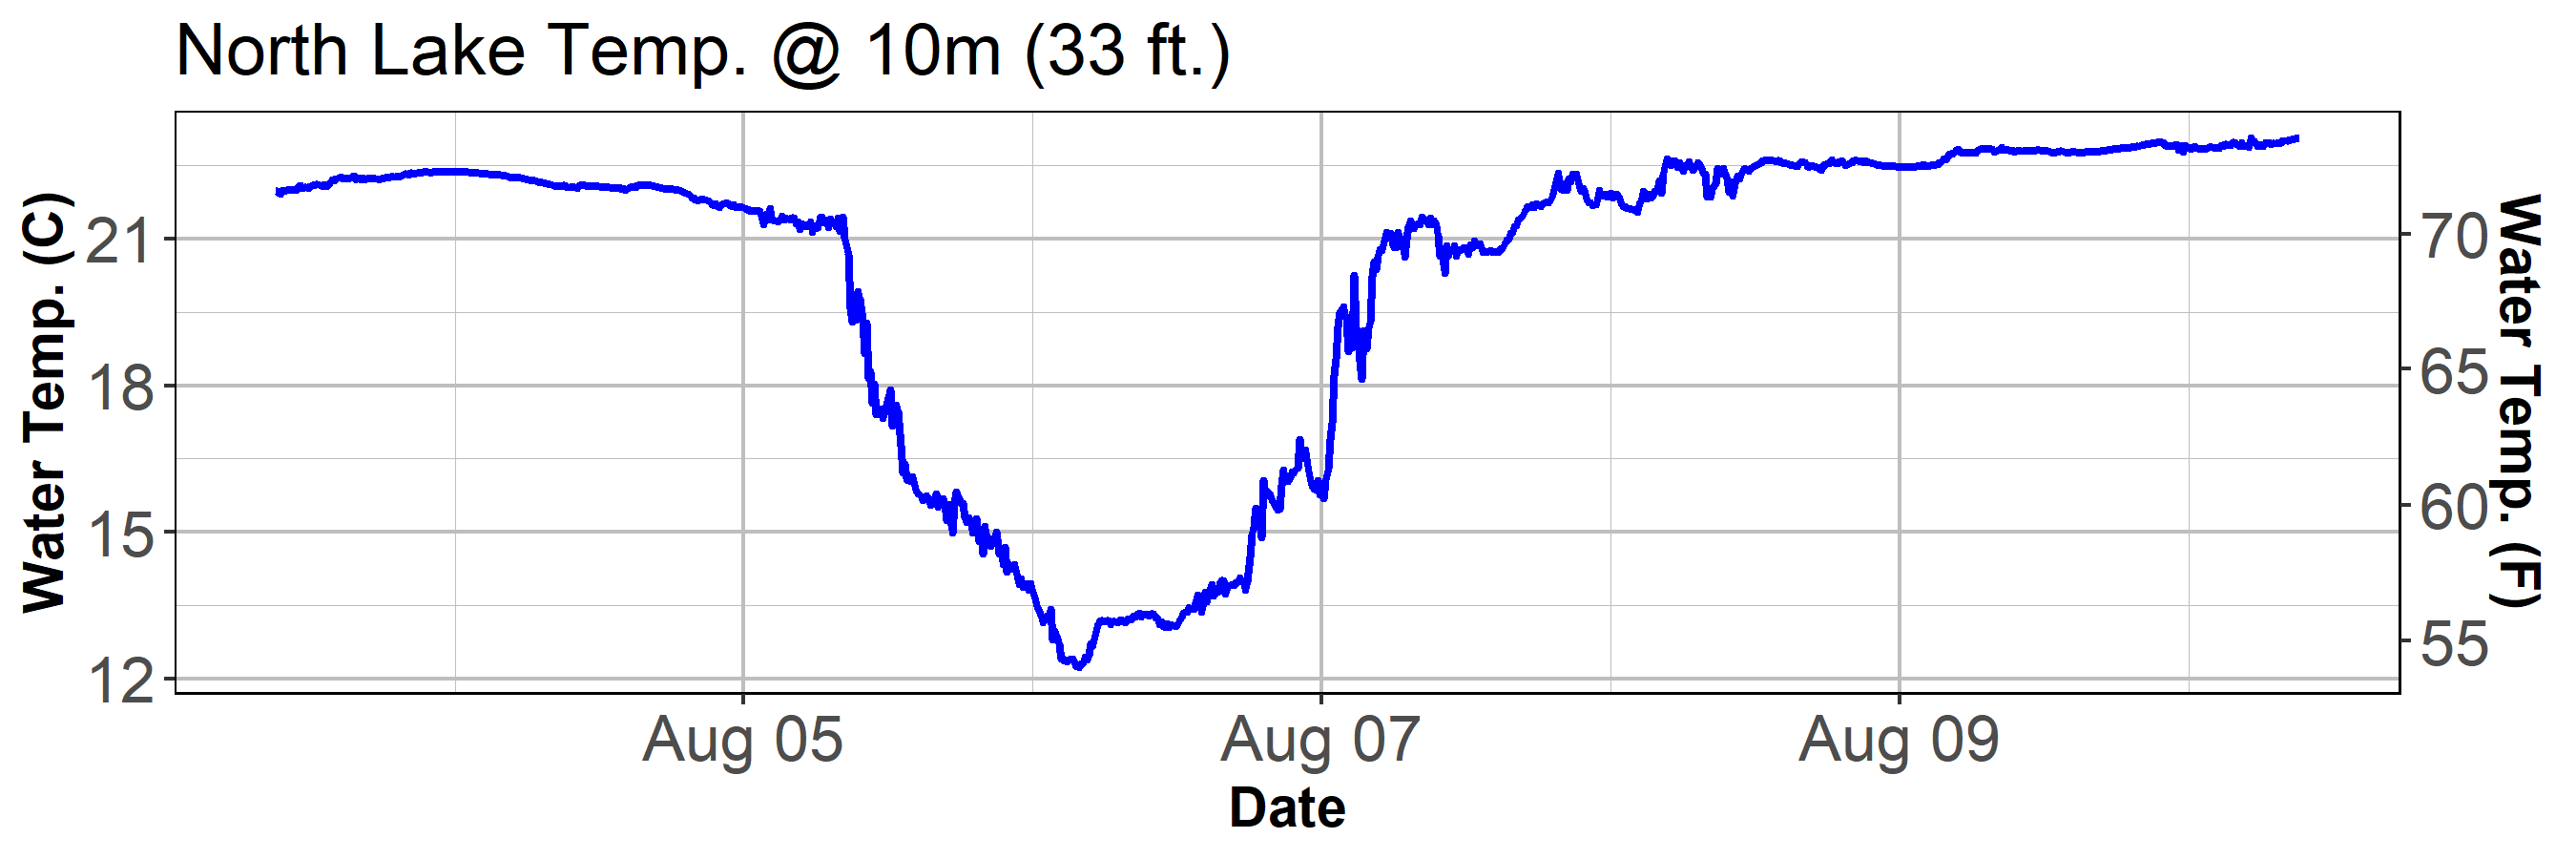 North Lake Temp. @ 10m (33 ft.)
Water Temp. (C)
21
18
15
12
70
65
60
55
Water Temp. (F)
Aug 05
Aug 07
Aug 09
Date